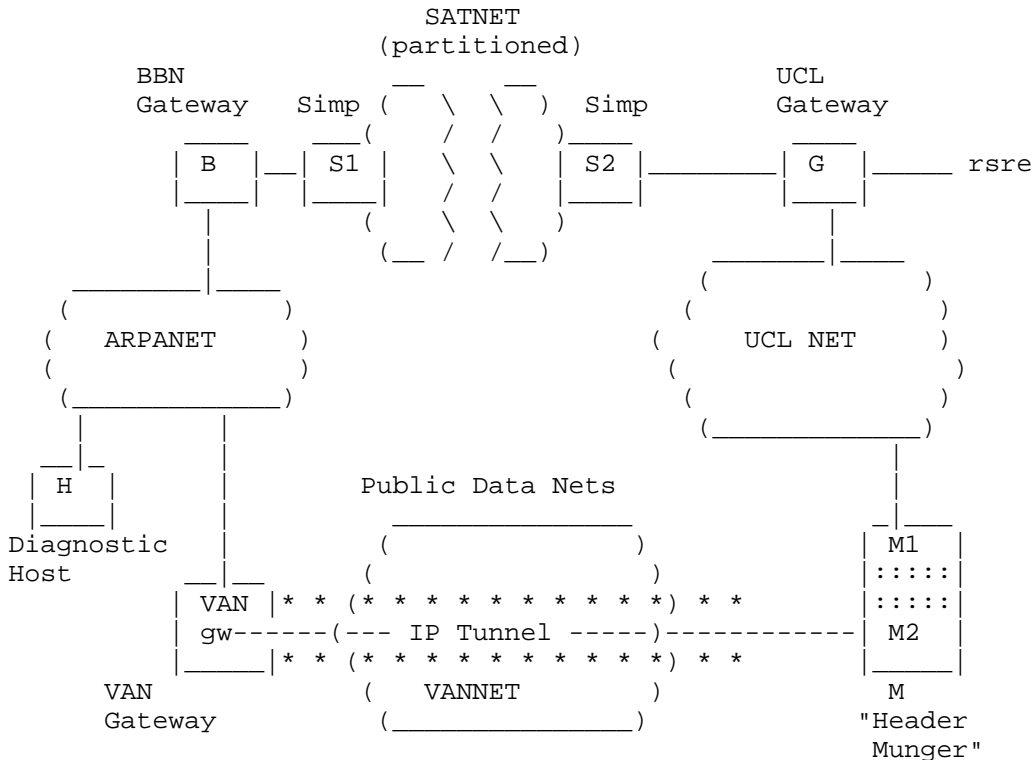 SATNET
(partitioned)
BBN UCL
Gateway Simp Simp Gateway
B S1 S2 G rsre
ARPANET UCL NET
H Public Data Nets
M1
Diagnostic
Host
VAN
gw IP Tunnel M2
VAN VANNET M
Gateway "Header
Munger"